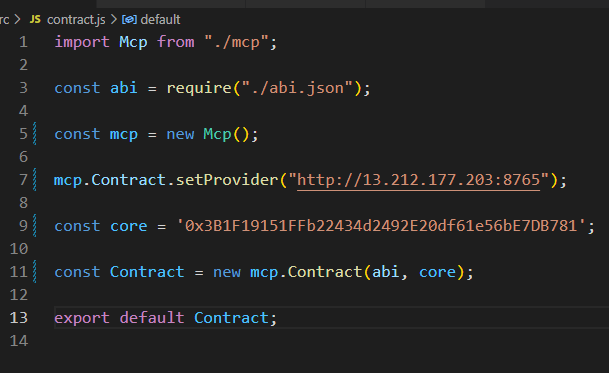 rc > JS contract.js > default
1 import Mcp from "./mcp";
2
3 const abi = require("./abi.json");
4
5 const mcp = new Mcp();
6
7 mcp.Contract.setProvider("http://13.212.177.203:8765");
8
9 const core = '0x3B1F19151FFb22434d2492E20df61e56bE7DB781';
10
11 const Contract = new mcp.Contract(abi, core);
12
13 export default Contract;
14